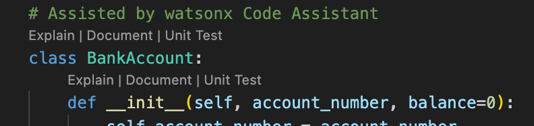 # Assisted by watsonx Code Assistant
Explain | Document | Unit Test
class BankAccount:
Explain | Document | Unit Test
def __init__(self, account_number, balance=0):
self.account_number = account_number